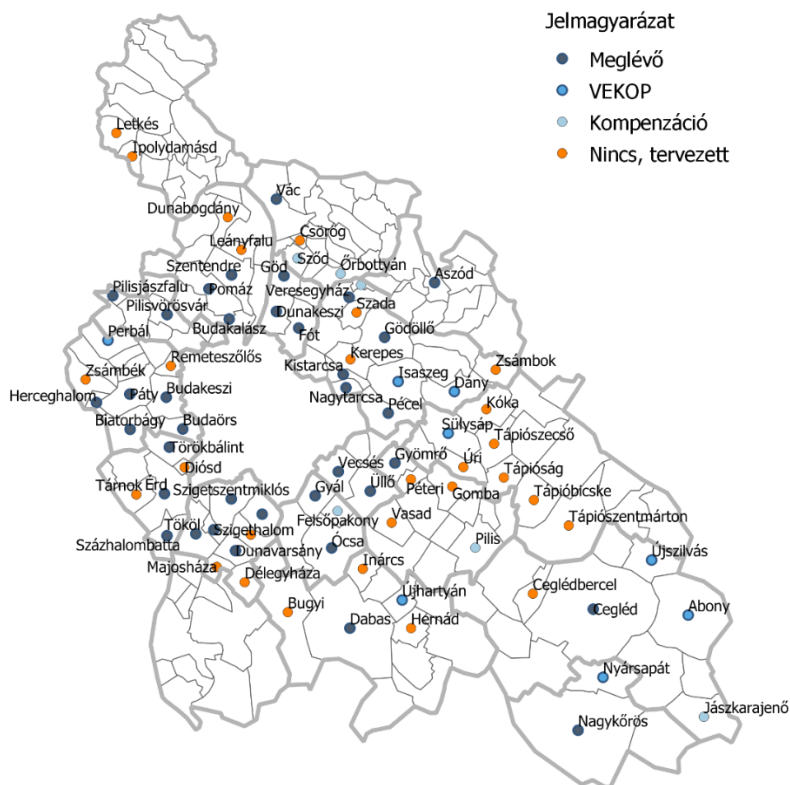 Jelmagyarázat
Meglévő
VEKOP
Kompenzáció
Nincs, tervezett
Letkés
Ipolydamásd
Vác
Dunabogdány
Csörög
Leányfalu
Sződ
Szentendre
Göd
Őrbottyán
Aszód
Pilisjászfalu
Pomáz
Veresegyház
Pilisvörösvár
Dunakeszi
Szada
Budakalász
Fót
Gödöllő
Perbál
Remeteszőlős
Kerepes
Zsámbék
Kistarcsa
Isaszeg
Zsámbok
Herceghalom
Páty
Budakeszi
Nagytarcsa
Dány
Pécel
Kóka
Biatorbágy
Budaörs
Sülysáp
Törökbálint
Tápiószecső
Diósd
Vecsés
Gyömrő
Úri
Tárnok
Érd
Szigetszentmiklós
Gyál
Üllő
Péteri
Gomba
Tápióság
Tápióbicske
Tököl
Szigethalom
Felsőpakony
Vasad
Tápiószentmárton
Százhalombatta
Dunavarsány
Ócsa
Pilis
Majosháza
Délegyháza
Inárcs
Újszilvás
Bugyi
Újhartyán
Ceglédbercel
Dabas
Hernád
Cegléd
Abony
Nyársapát
Nagykőrös
Jászkarajenő